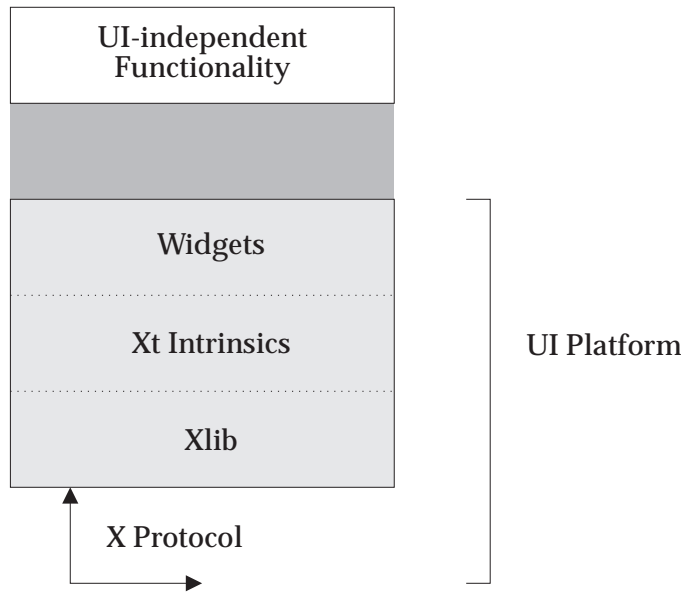 UI-independent
Functionality
Widgets
Xt Intrinsics
UI Platform
Xlib
X Protocol